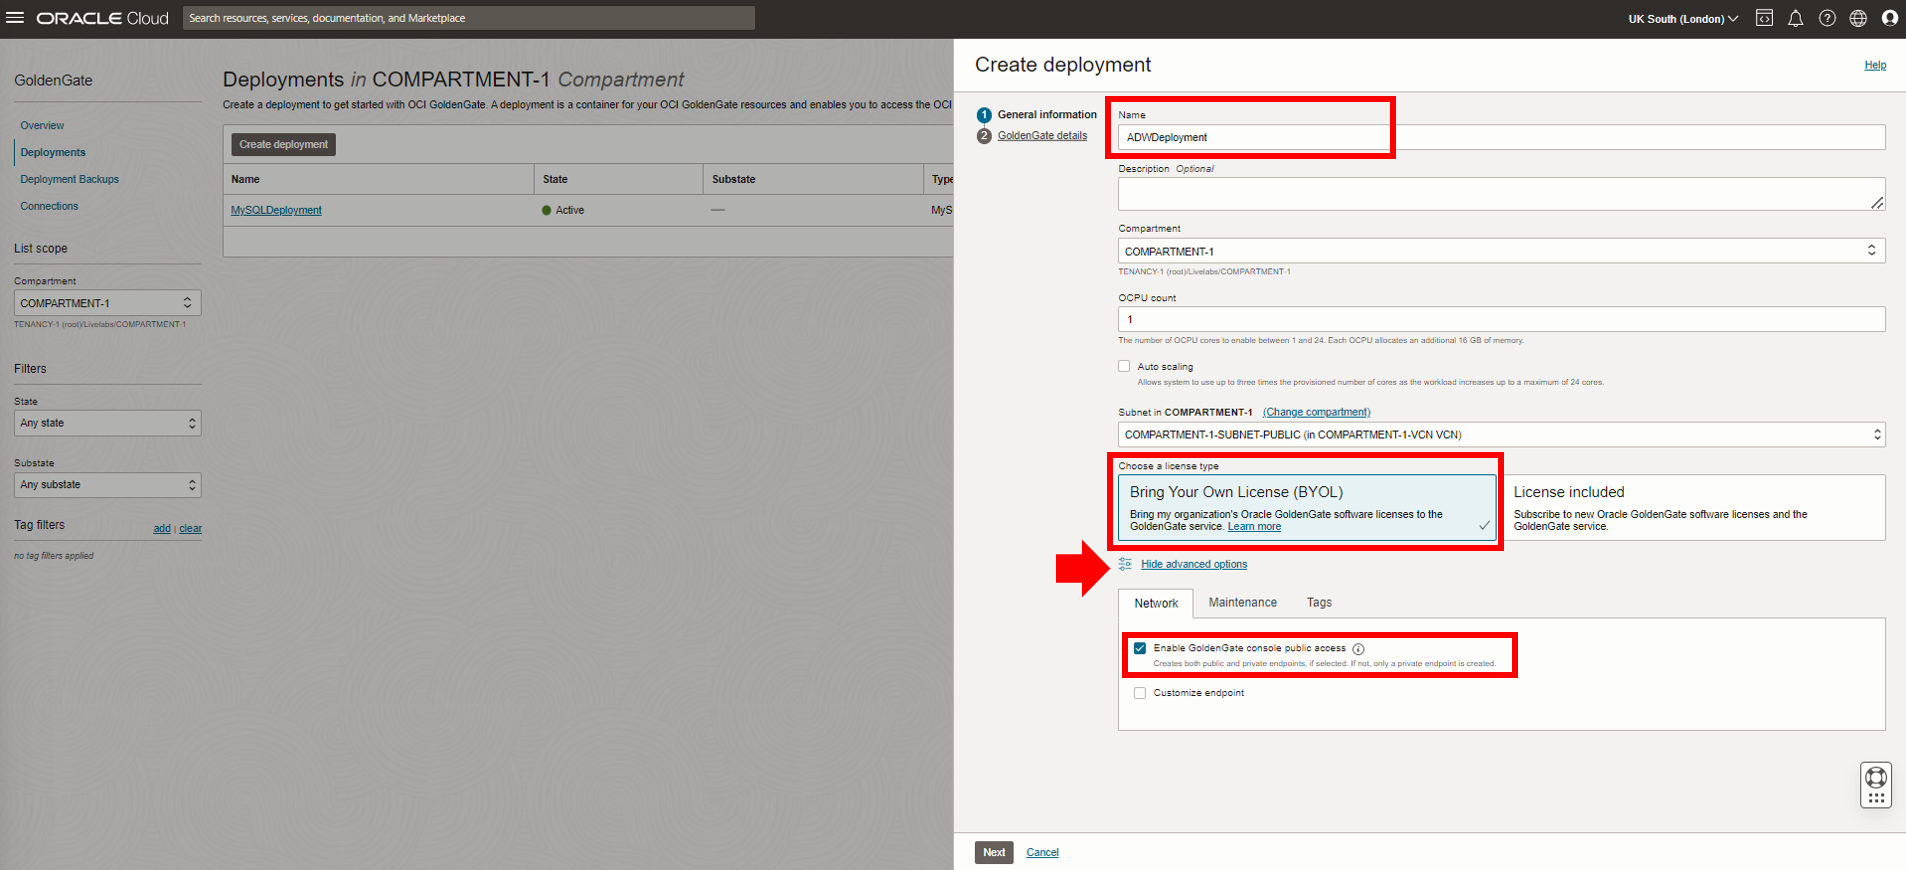 ORACLE Cloud
Search resources, services, documentation, and Marketplace
UK South (London)
GoldenGate
Overview
Deployments
Deployment Backups
Connections
List scope
Compartment
COMPARTMENT-1
TENANCY-1 (root)/Livelabs/COMPARTMENT-1
Filters
State
Any state
Substate
Any substate
Tag filters
add | clear
no tag filters applied
Deployments in COMPARTMENT-1 Compartment
Create a deployment to get started with OCI GoldenGate. A deployment is a container for your OCI GoldenGate resources and enables you to access the OCI
Create deployment
Name State Substate Type
MySQLDeployment Active — MyS
Create deployment
Help
1 General information
2 GoldenGate details
Name
ADWDeployment
Description Optional
Compartment
COMPARTMENT-1
TENANCY-1 (root)/Livelabs/COMPARTMENT-1
OCPU count
1
The number of OCPU cores to enable between 1 and 24. Each OCPU allocates an additional 16 GB of memory.
Auto scaling
Allows system to use up to three times the provisioned number of cores as the workload increases up to a maximum of 24 cores.
Subnet in COMPARTMENT-1 (Change compartment)
COMPARTMENT-1-SUBNET-PUBLIC (in COMPARTMENT-1-VCN VCN)
Choose a license type
Bring Your Own License (BYOL)
Bring my organization's Oracle GoldenGate software licenses to the
GoldenGate service. Learn more
License included
Subscribe to new Oracle GoldenGate software licenses and the
GoldenGate service.
Hide advanced options
Network Maintenance Tags
Enable GoldenGate console public access
Creates both public and private endpoints, if selected. If not, only a private endpoint is created.
Customize endpoint
Next Cancel